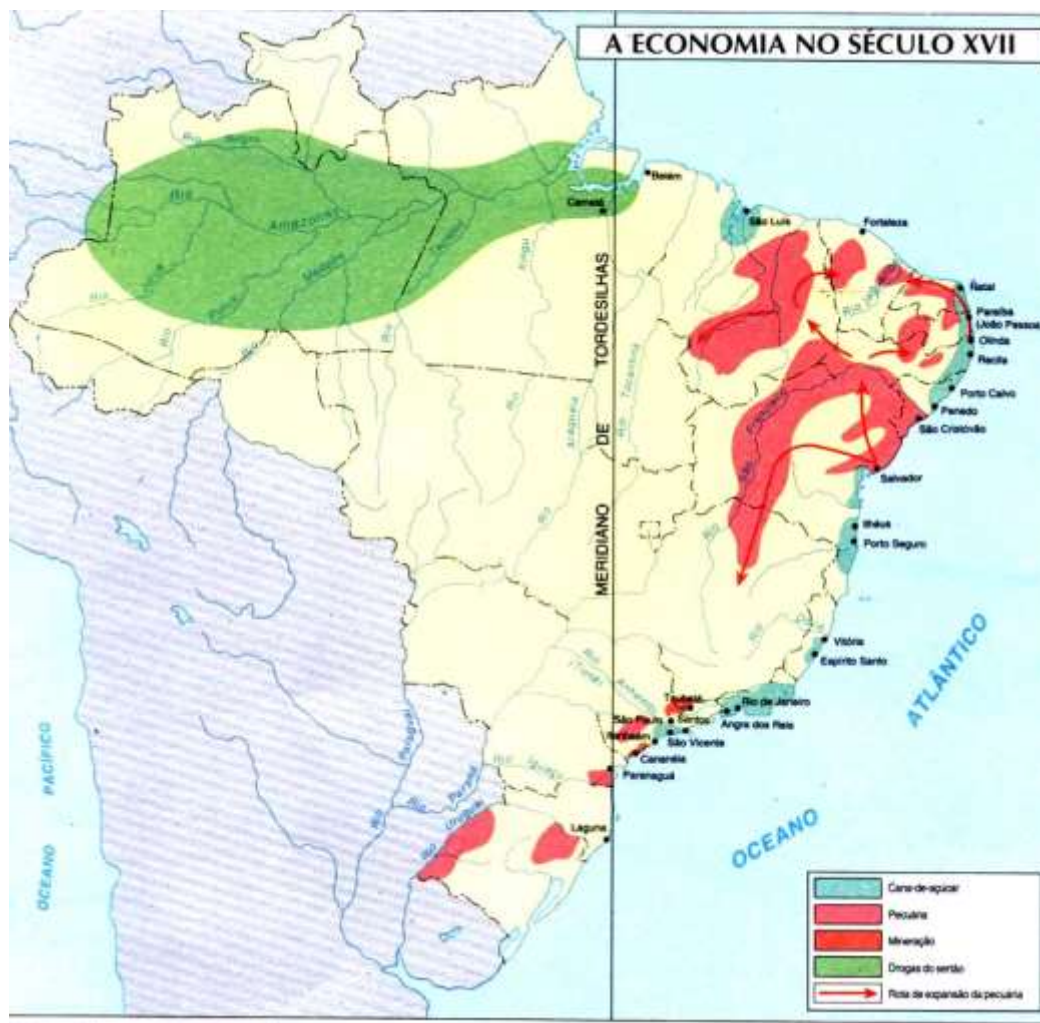 A ECONOMIA NO SÉCULO XVII
Belém
Cametá
São Luís
Fortaleza
Natal
Paraíba
(João Pessoa)
Olinda
Recife
Porto Calvo
Penedo
São Cristóvão
Salvador
Ilhéus
Porto Seguro
Vitória
Espírito Santo
Rio de Janeiro
Angra dos Reis
Taubaté
São Paulo
Santos
São Vicente
Cananéia
Paranaguá
Laguna
MERIDIANO DE TORDESILHAS
Rio Amazonas
Rio Madeira
Rio Purus
Rio Xingu
Rio Araguaia
Rio Tocantins
São Francisco
Rio Iguaçu
Rio Paraguai
Rio Paraná
Rio Uruguai
OCEANO ATLÂNTICO
OCEANO PACÍFICO
Cana-de-açúcar
Pecuária
Mineração
Drogas do sertão
Rota de expansão da pecuária